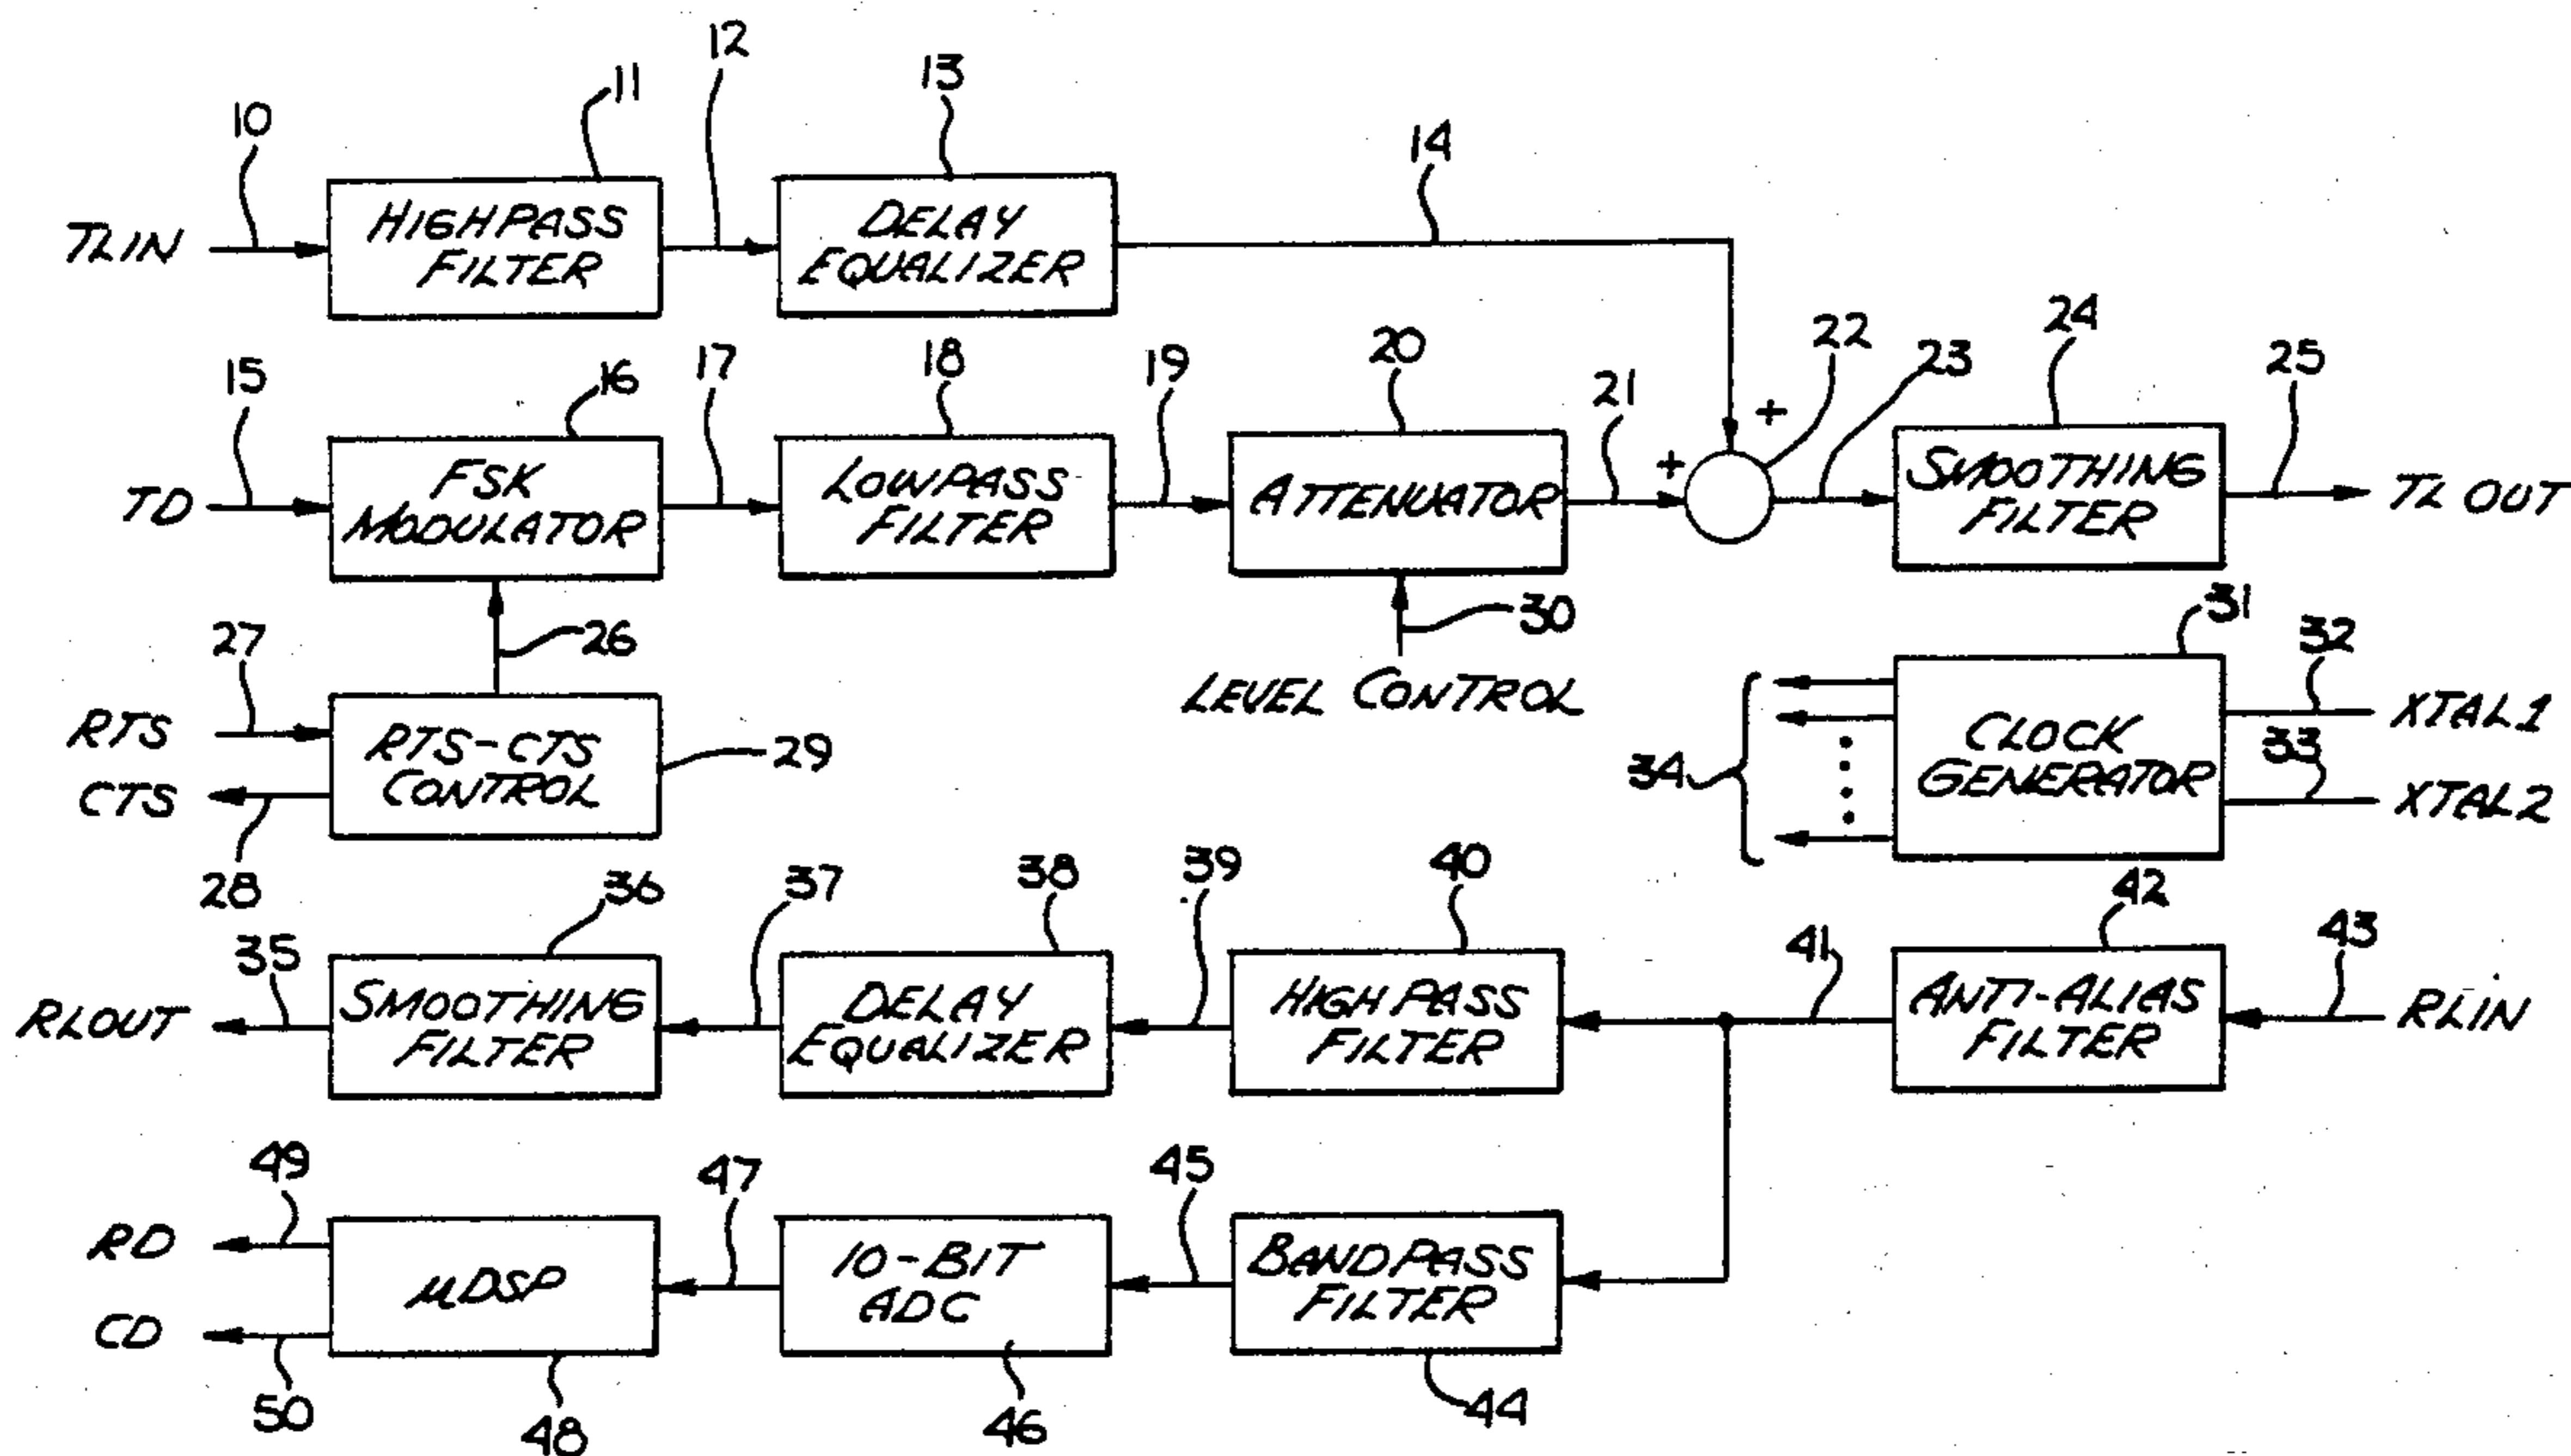 12
11
13
10
14
TLIN
HIGHPASS
FILTER
DELAY
EQUALIZER
15
16
17
18
19
20
21
+
+
22
23
24
25
TD
FSK
MODULATOR
LOWPASS
FILTER
ATTENUATOR
SMOOTHING
FILTER
TL OUT
27
26
30
LEVEL CONTROL
31
32
RTS
CTS
RTS-CTS
CONTROL
29
28
34
CLOCK
GENERATOR
XTAL1
33
XTAL2
35
36
37
38
39
40
41
42
43
RLOUT
SMOOTHING
FILTER
DELAY
EQUALIZER
HIGH PASS
FILTER
ANTI-ALIAS
FILTER
RLIN
49
47
45
RD
CD
μDSP
10-BIT
ADC
BANDPASS
FILTER
50
48
46
44